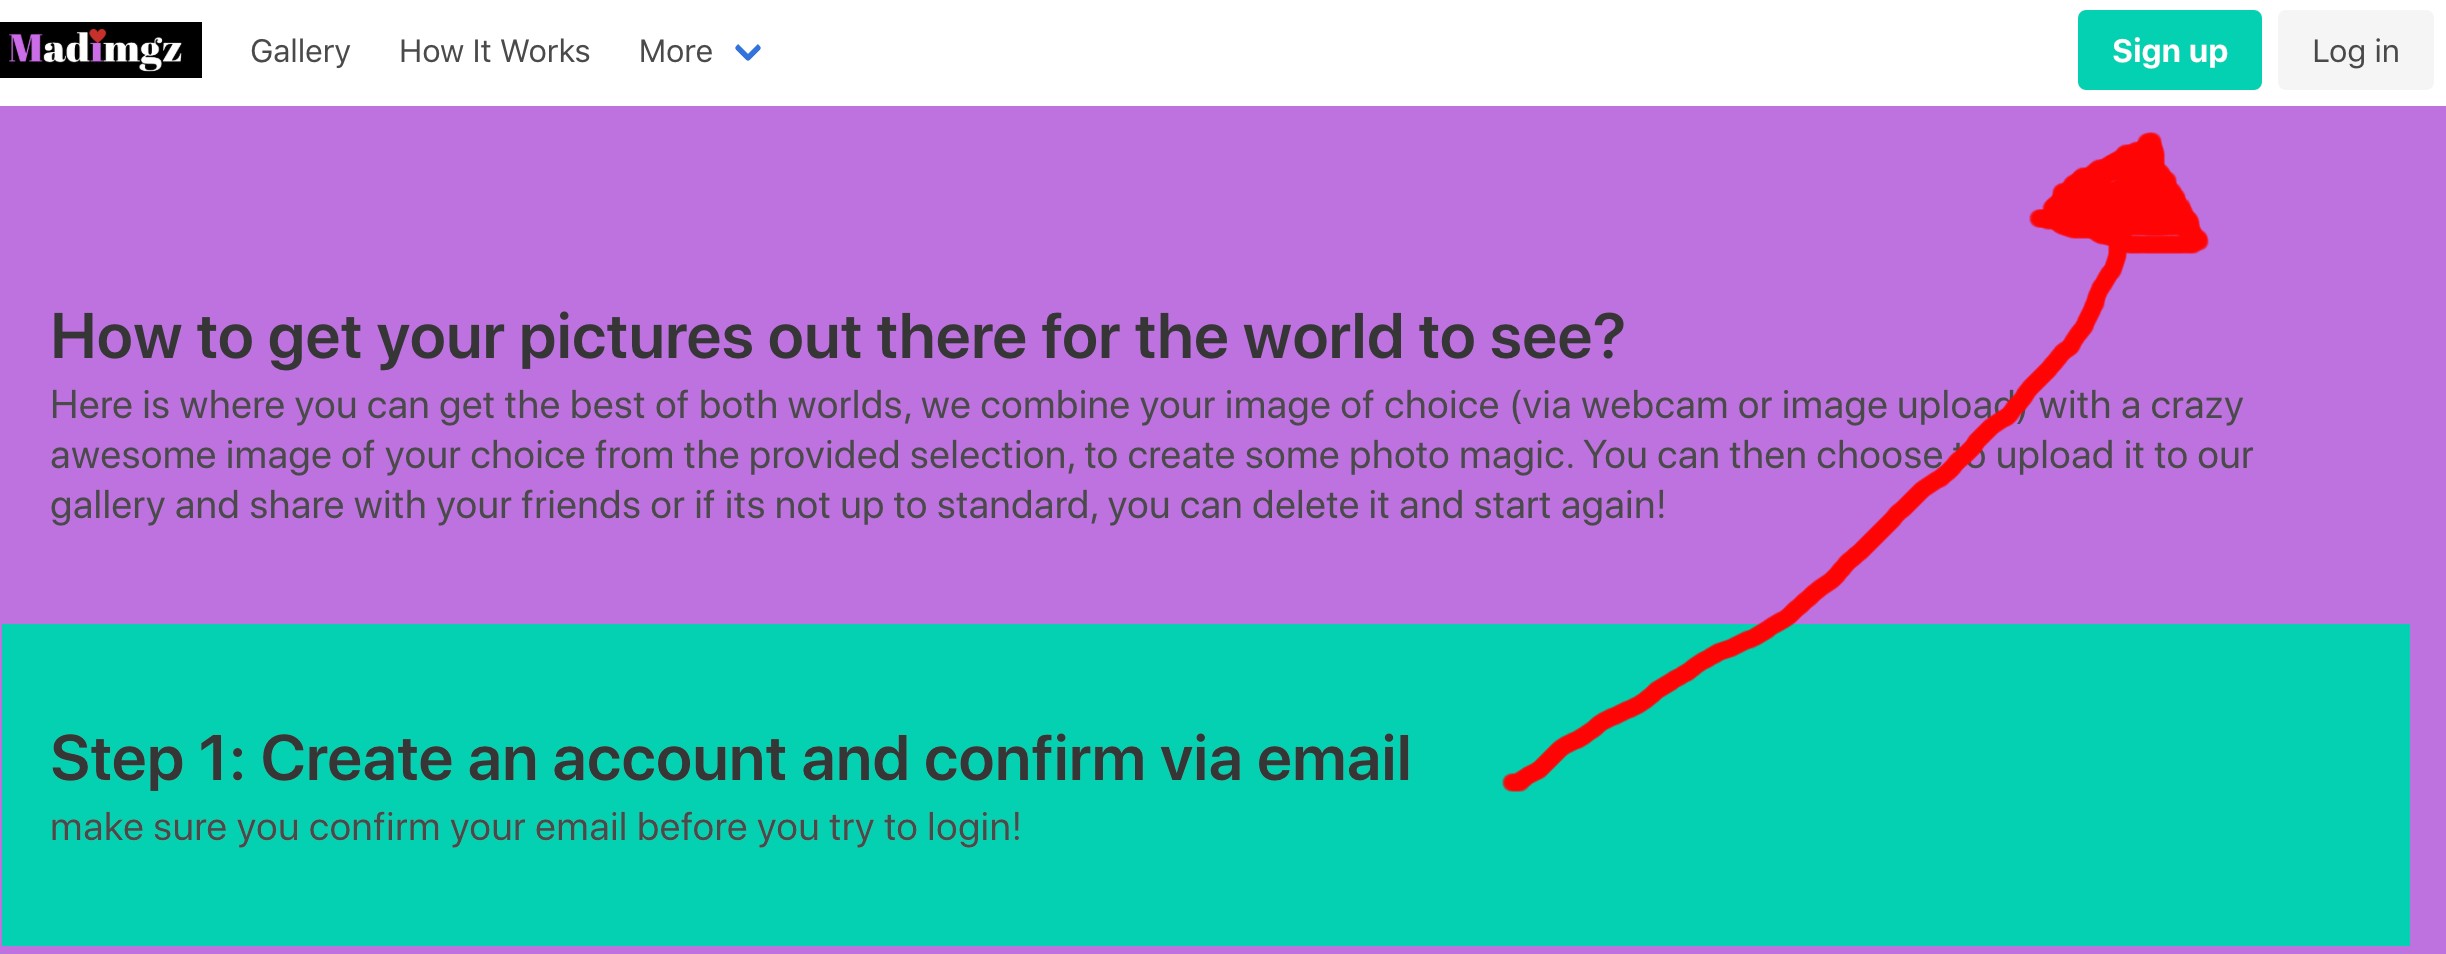 Madimgz Gallery How It Works More Sign up Log in
How to get your pictures out there for the world to see?
Here is where you can get the best of both worlds, we combine your image of choice (via webcam or image upload) with a crazy
awesome image of your choice from the provided selection, to create some photo magic. You can then choose to upload it to our
gallery and share with your friends or if its not up to standard, you can delete it and start again!
Step 1: Create an account and confirm via email
make sure you confirm your email before you try to login!